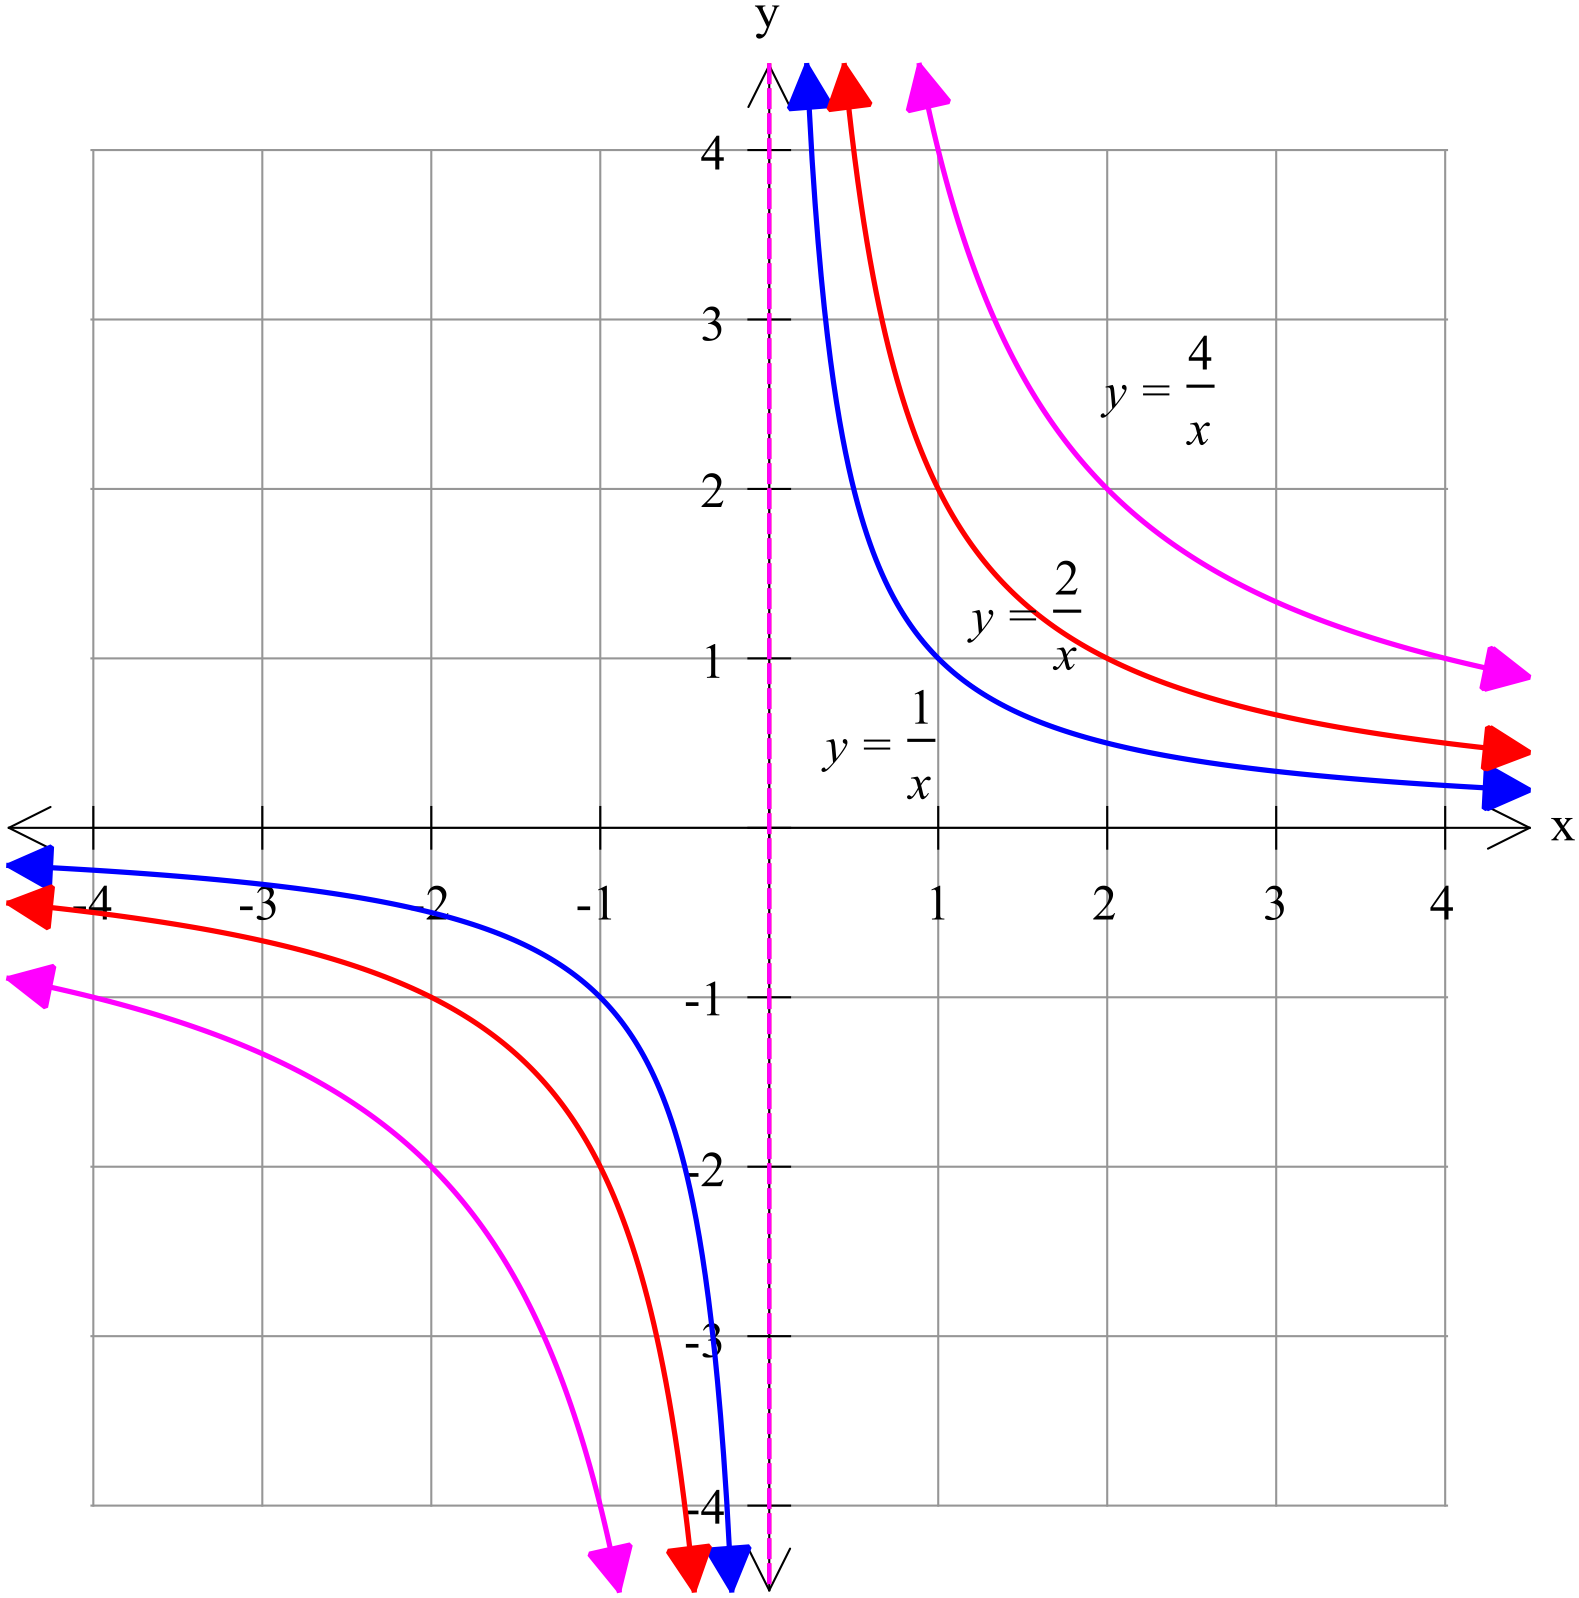 y
4
3
y = 4/x
2
y = 2/x
1
y = 1/x
x
-4 -3 -2 -1 1 2 3 4
-1
-2
-3
-4